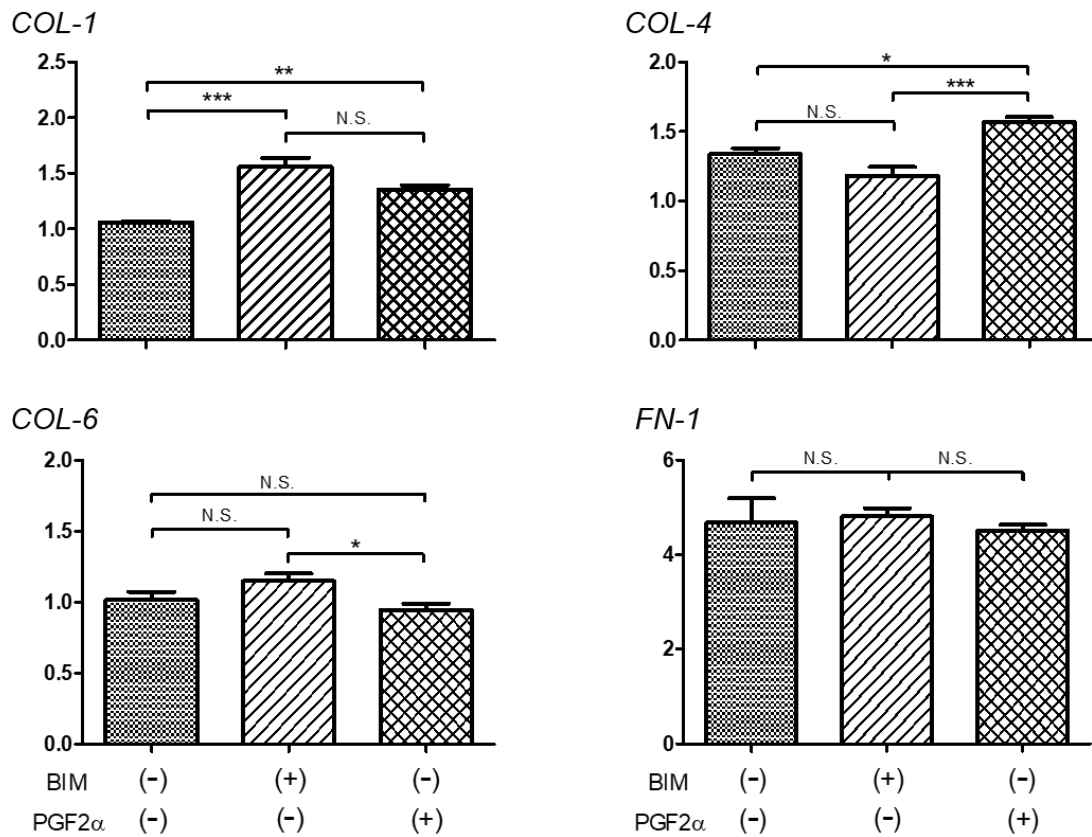 COL-1
2.5
2.0
1.5
1.0
0.5
0.0
**
***
N.S.
COL-4
2.0
1.5
1.0
0.5
0.0
*
***
N.S.
COL-6
2.0
1.5
1.0
0.5
0.0
N.S.
N.S.
*
FN-1
6
4
2
0
N.S. N.S.
BIM (-) (+) (-) (-) (+) (-)
PGF2α (-) (-) (+) (-) (-) (+)